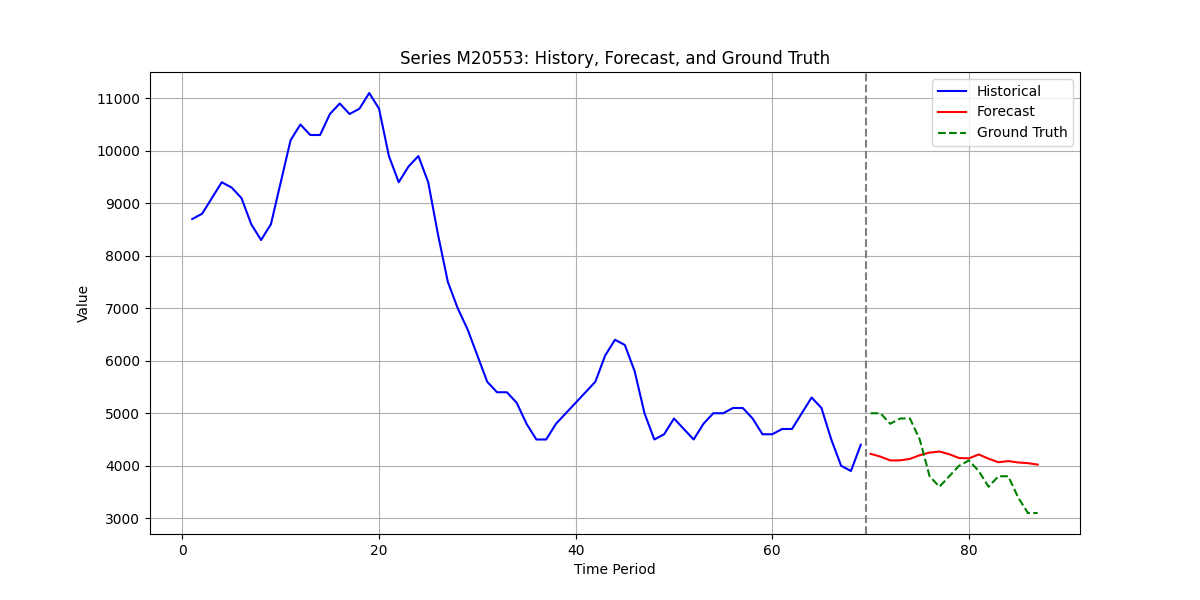 Series M20553: History, Forecast, and Ground Truth
11000
10000
9000
8000
7000
6000
5000
4000
3000
Value
Historical
Forecast
Ground Truth
0 20 40 60 80
Time Period